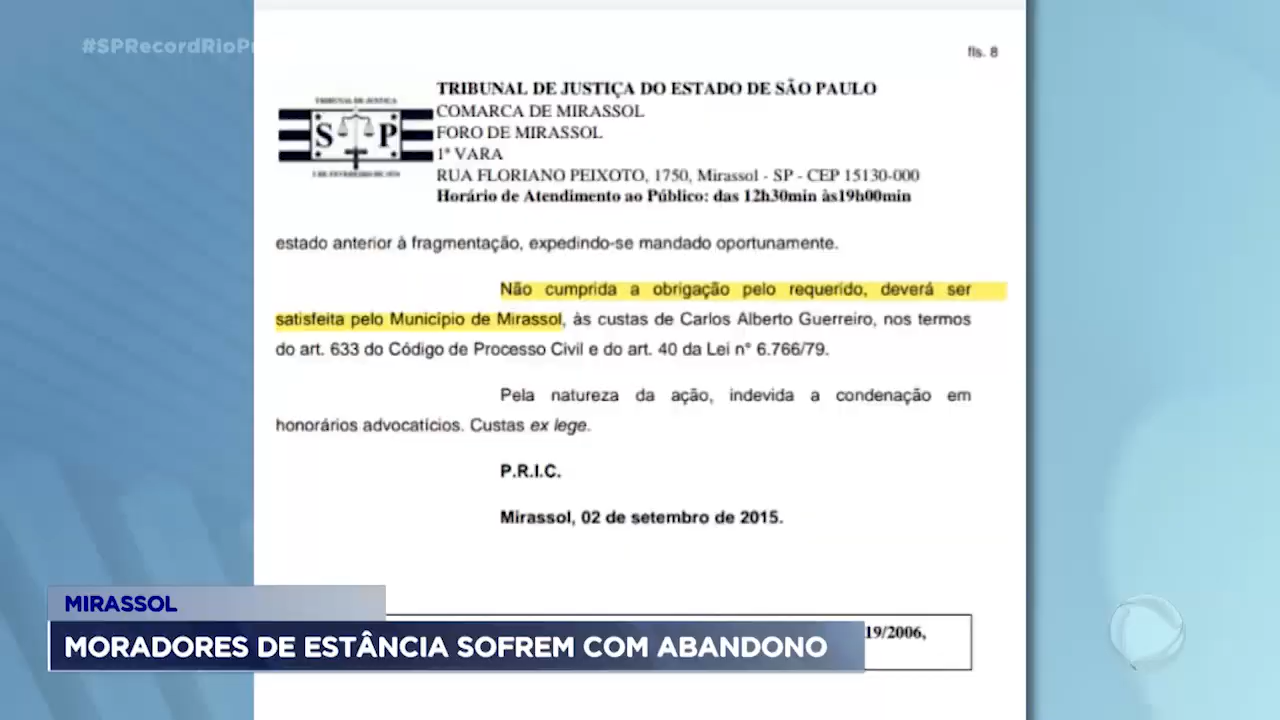 #SPRecordRio
fls. 8
TRIBUNAL DE JUSTIÇA
S P
TRIBUNAL DE JUSTIÇA DO ESTADO DE SÃO PAULO
COMARCA DE MIRASSOL
FORO DE MIRASSOL
1ª VARA
RUA FLORIANO PEIXOTO, 1750, Mirassol - SP - CEP 15130-000
Horário de Atendimento ao Público: das 12h30min às19h00min
estado anterior à fragmentação, expedindo-se mandado oportunamente.
Não cumprida a obrigação pelo requerido, deverá ser
satisfeita pelo Município de Mirassol, às custas de Carlos Alberto Guerreiro, nos termos
do art. 633 do Código de Processo Civil e do art. 40 da Lei n° 6.766/79.
Pela natureza da ação, indevida a condenação em
honorários advocatícios. Custas ex lege.
P.R.I.C.
Mirassol, 02 de setembro de 2015.
19/2006,
MIRASSOL
MORADORES DE ESTÂNCIA SOFREM COM ABANDONO